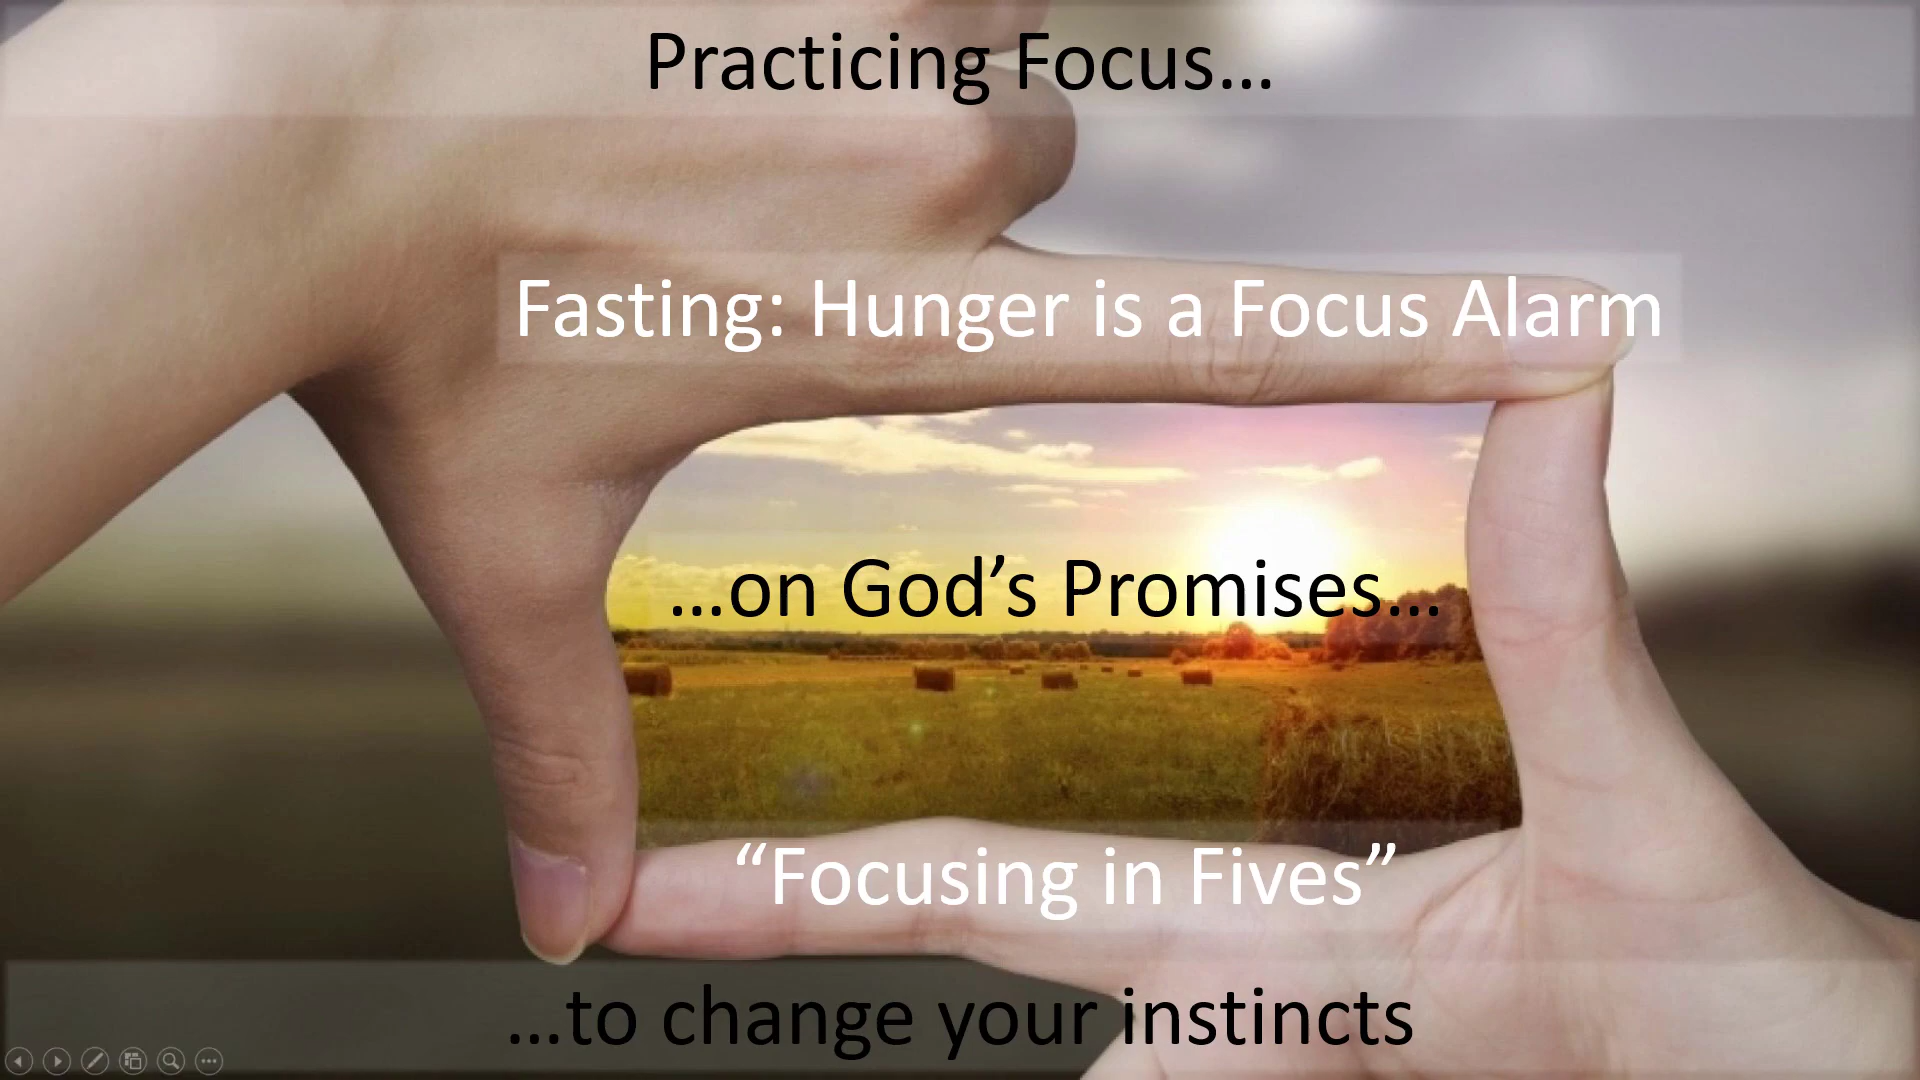 Practicing Focus…
Fasting: Hunger is a Focus Alarm
…on God’s Promises…
“Focusing in Fives”
…to change your instincts